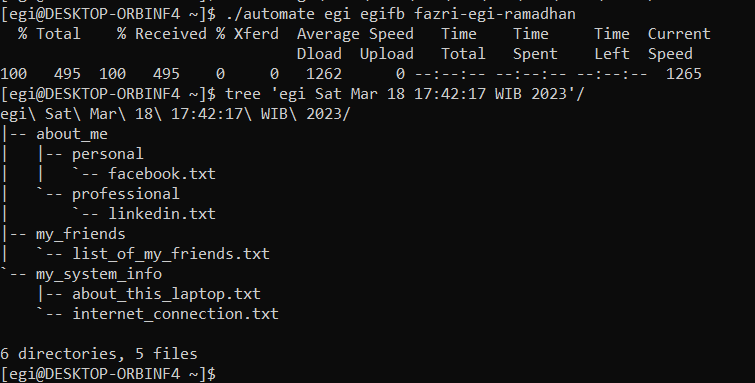 [egi@DESKTOP-ORBINF4 ~]$ ./automate egi egifb fazri-egi-ramadhan
  % Total    % Received % Xferd  Average Speed   Time    Time     Time  Current
                                 Dload  Upload   Total   Spent    Left  Speed
100   495  100   495    0     0   1262      0 --:--:-- --:--:-- --:--:--  1265
[egi@DESKTOP-ORBINF4 ~]$ tree 'egi Sat Mar 18 17:42:17 WIB 2023'/
egi\ Sat\ Mar\ 18\ 17:42:17\ WIB\ 2023/
|-- about_me
|   |-- personal
|   |   `-- facebook.txt
|   `-- professional
|       `-- linkedin.txt
|-- my_friends
|   `-- list_of_my_friends.txt
`-- my_system_info
    |-- about_this_laptop.txt
    `-- internet_connection.txt

6 directories, 5 files
[egi@DESKTOP-ORBINF4 ~]$